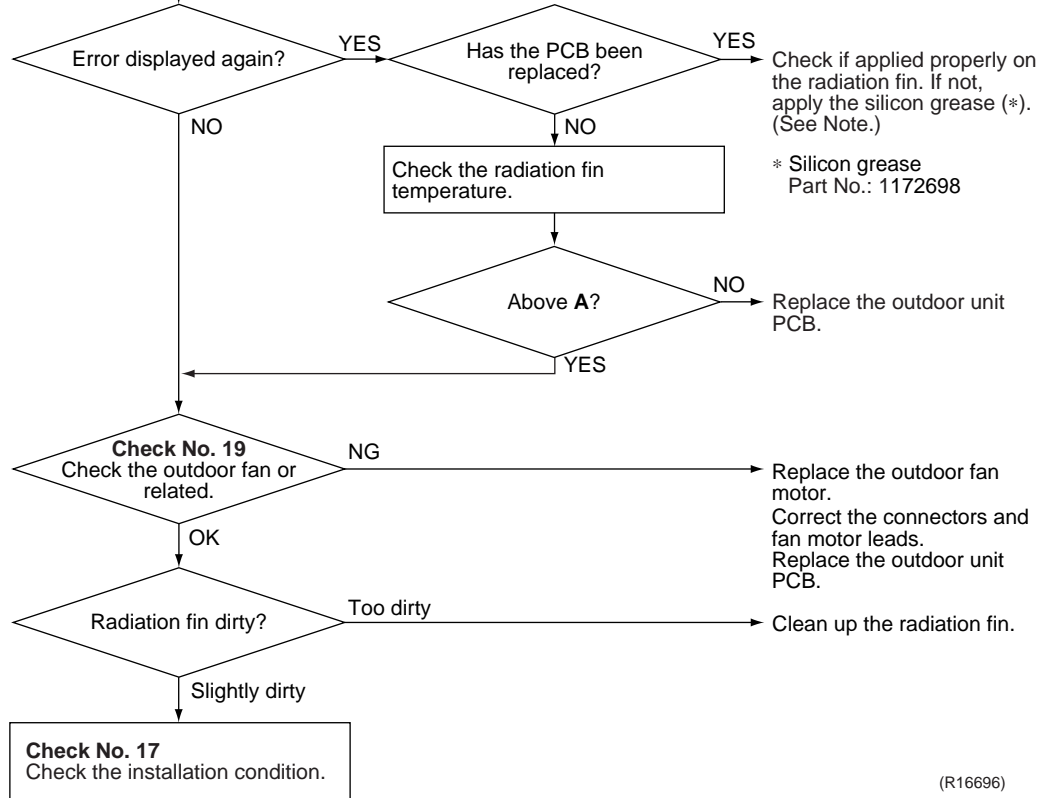 Error displayed again?
YES
Has the PCB been
replaced?
YES
Check if applied properly on
the radiation fin. If not,
apply the silicon grease (*).
(See Note.)
* Silicon grease
Part No.: 1172698
NO
NO
Check the radiation fin
temperature.
Above A?
NO
Replace the outdoor unit
PCB.
YES
Check No. 19
Check the outdoor fan or
related.
NG
Replace the outdoor fan
motor.
Correct the connectors and
fan motor leads.
Replace the outdoor unit
PCB.
OK
Radiation fin dirty?
Too dirty
Clean up the radiation fin.
Slightly dirty
Check No. 17
Check the installation condition.
(R16696)